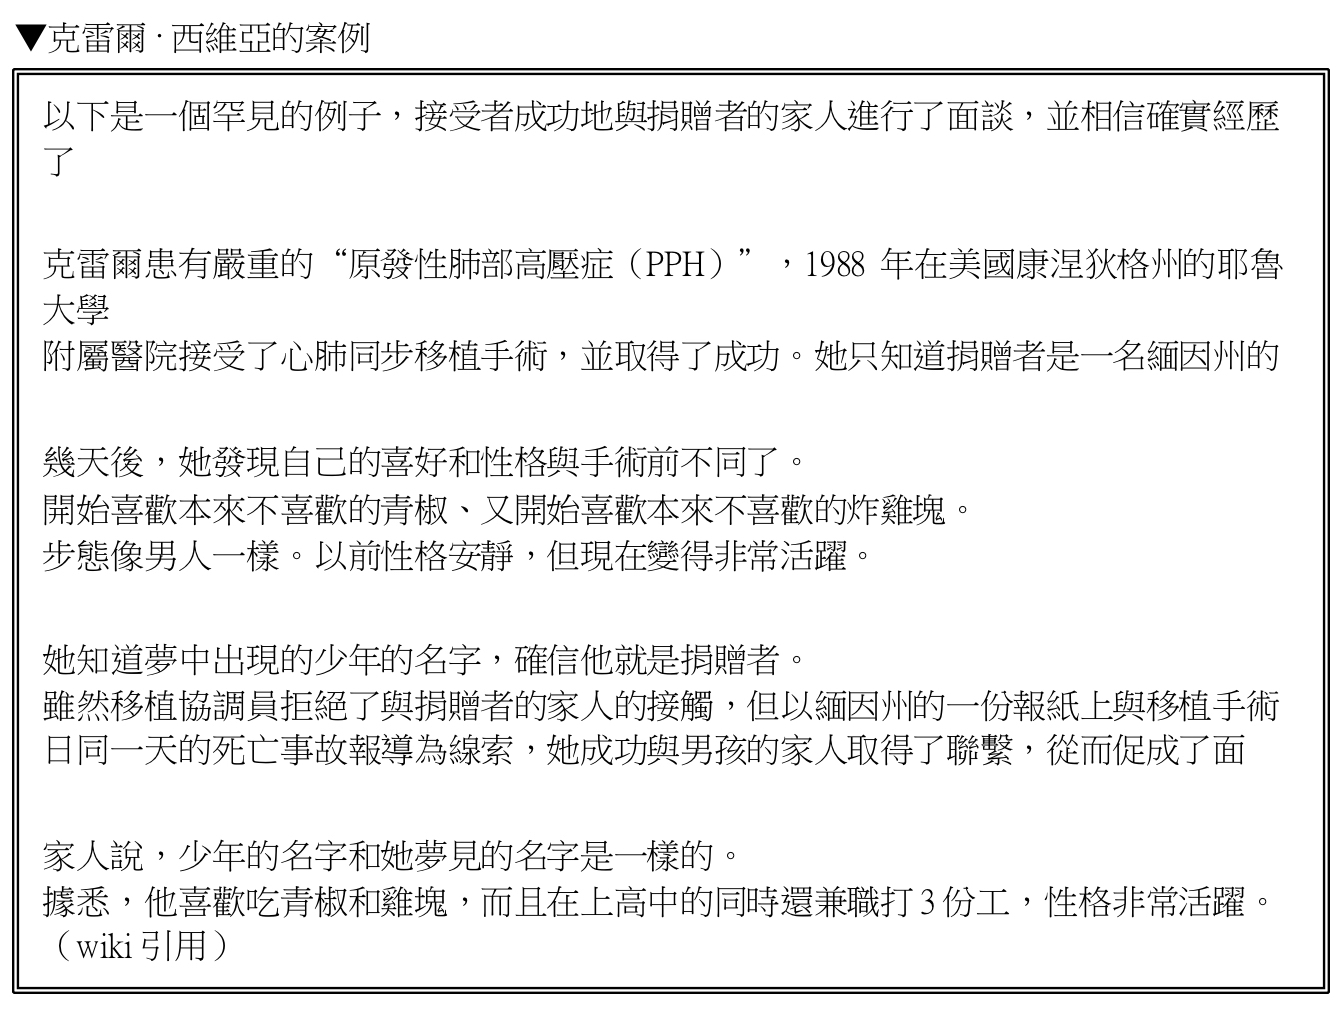 ▼克雷爾·西維亞的案例
以下是一個罕見的例子，接受者成功地與捐贈者的家人進行了面談，並相信確實經歷
了
克雷爾患有嚴重的“原發性肺部高壓症（PPH）”，1988 年在美國康涅狄格州的耶魯
大學
附屬醫院接受了心肺同步移植手術，並取得了成功。她只知道捐贈者是一名緬因州的
幾天後，她發現自己的喜好和性格與手術前不同了。
開始喜歡本來不喜歡的青椒、又開始喜歡本來不喜歡的炸雞塊。
步態像男人一樣。以前性格安靜，但現在變得非常活躍。
她知道夢中出現的少年的名字，確信他就是捐贈者。
雖然移植協調員拒絕了與捐贈者的家人的接觸，但以緬因州的一份報紙上與移植手術
日同一天的死亡事故報導為線索，她成功與男孩的家人取得了聯繫，從而促成了面
家人說，少年的名字和她夢見的名字是一樣的。
據悉，他喜歡吃青椒和雞塊，而且在上高中的同時還兼職打 3 份工，性格非常活躍。
（wiki 引用）